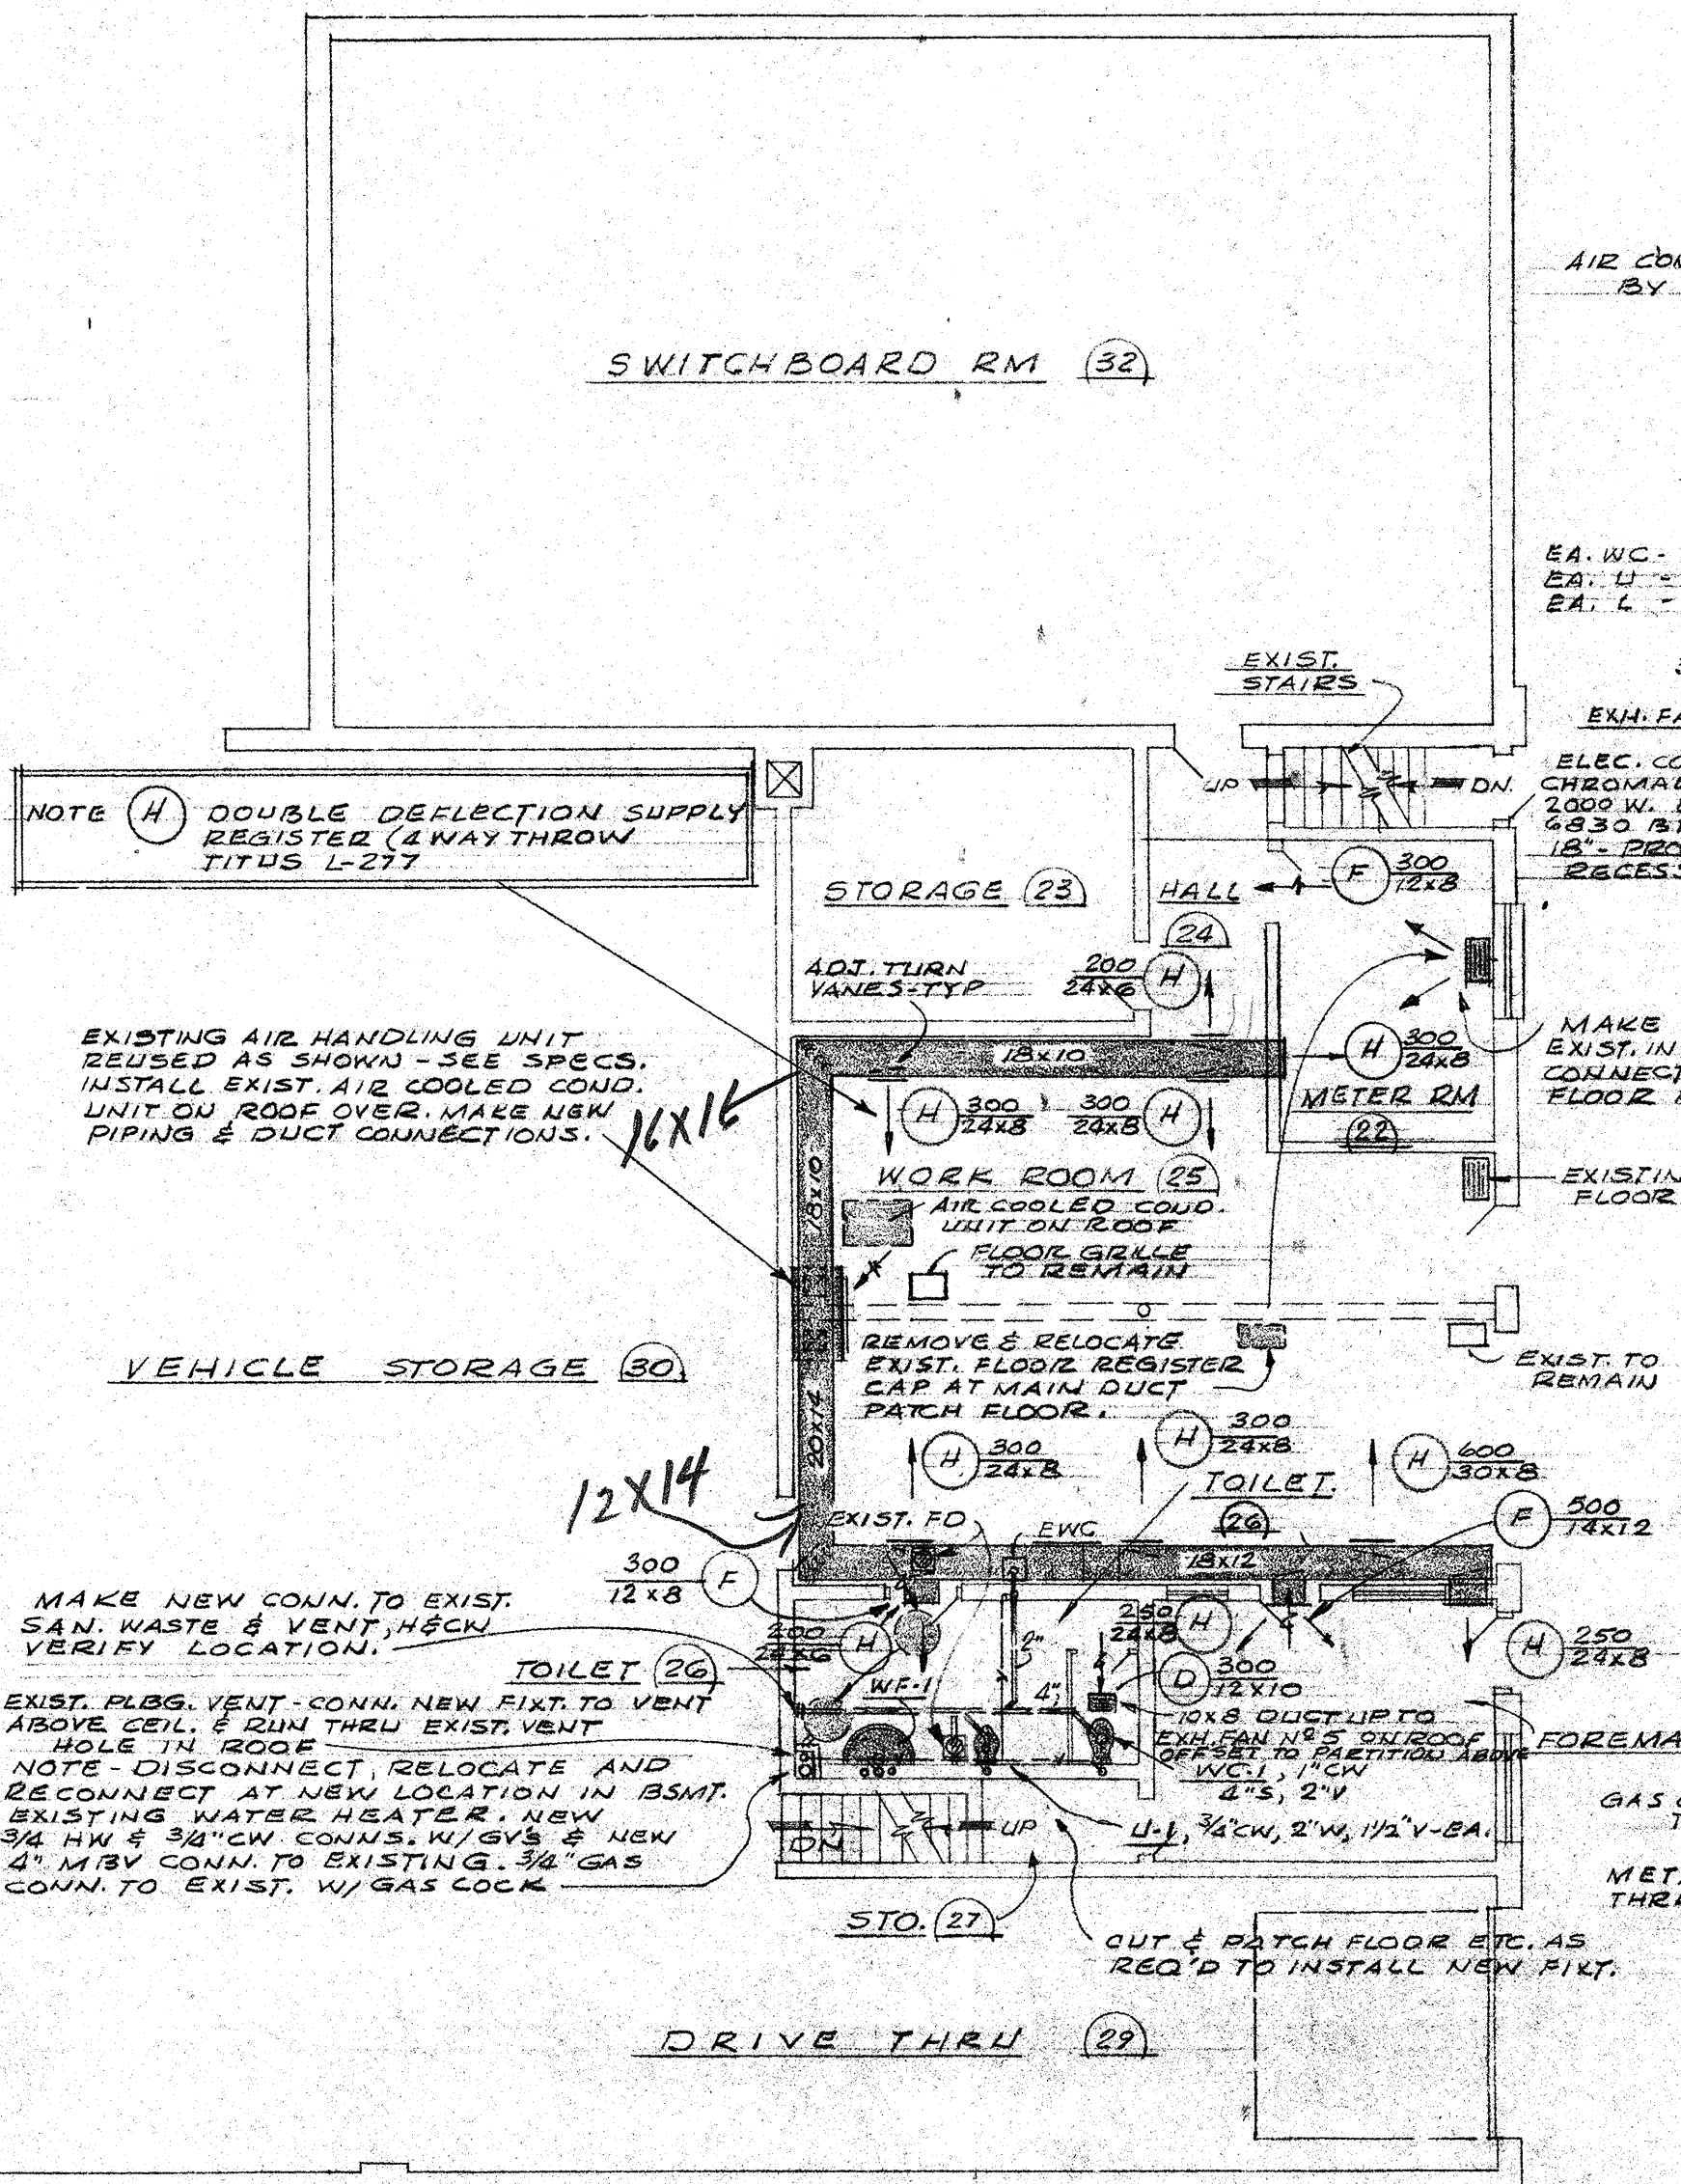 AIR CON
BY
SWITCHBOARD RM 32
EA. WC-
EA. U -
EA. L -
EXIST.
STAIRS
EXH. FA
UP
DN.
ELEC. CO
CHROMAL
2000 W.
6830 BT
18"- PRO
RECESS
NOTE H DOUBLE DEFLECTION SUPPLY
REGISTER (4 WAY THROW
TITUS L-277
STORAGE 23
HALL
24
F 300
12x8
ADJ. TURN
VANES-TYP
200
24x6 H
EXISTING AIR HANDLING UNIT
REUSED AS SHOWN - SEE SPECS.
INSTALL EXIST. AIR COOLED COND.
UNIT ON ROOF OVER. MAKE NEW
PIPING & DUCT CONNECTIONS.
16X16
18x10
H 300
24x8
MAKE
EXIST. IN
CONNECT
FLOOR
METER RM
22
H 300
24x8
300
24x8 H
18x10
WORK ROOM 25
AIR COOLED COND.
UNIT ON ROOF
FLOOR GRILLE
TO REMAIN
EXISTIN
FLOOR
VEHICLE STORAGE 30
REMOVE & RELOCATE
EXIST. FLOOR REGISTER
CAP AT MAIN DUCT
PATCH FLOOR.
EXIST. TO
REMAIN
20x14
12X14
H 300
24x8
H 300
24x8
H 600
30x8
TOILET
26
F 500
14x12
EXIST. FD
EWC
18x12
300
12x8 F
MAKE NEW CONN. TO EXIST.
SAN. WASTE & VENT, H&CW
VERIFY LOCATION.
200
24x6 H
250
24x8 H
2"
H 250
24x8
TOILET 26
WF-1
4"
D 300
12x10
EXIST. PLBG. VENT - CONN. NEW FIXT. TO VENT
ABOVE CEIL. & RUN THRU EXIST. VENT
HOLE IN ROOF
10x8 DUCT UP TO
EXH. FAN Nº 5 ON ROOF
OFFSET TO PARTITION ABOVE
FOREMA
NOTE - DISCONNECT, RELOCATE AND
RECONNECT AT NEW LOCATION IN BSMT.
EXISTING WATER HEATER. NEW
3/4 HW & 3/4" CW CONNS. W/ GV'S & NEW
4" MBV CONN. TO EXISTING. 3/4" GAS
CONN. TO EXIST. W/ GAS COCK
WC-1, 1"CW
4"S, 2"V
GAS
DN
UP
U-1, 3/4"CW, 2"W, 1 1/2"V-EA.
MET
THR
STO. 27
CUT & PATCH FLOOR ETC. AS
REQ'D TO INSTALL NEW FIXT.
DRIVE THRU 29